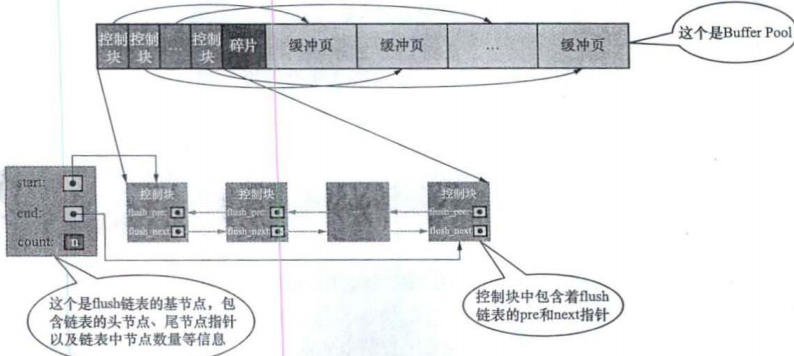 控制块
控制块
…
控制块
碎片
缓冲页
缓冲页
…
缓冲页
这个是Buffer Pool
start:
end:
count: n
控制块
flush_pre:
flush_next:
控制块
flush_pre:
flush_next:
…
控制块
flush_pre:
flush_next:
这个是flush链表的基节点，包
含链表的头节点、尾节点指针
以及链表中节点数量等信息
控制块中包含着flush
链表的pre和next指针